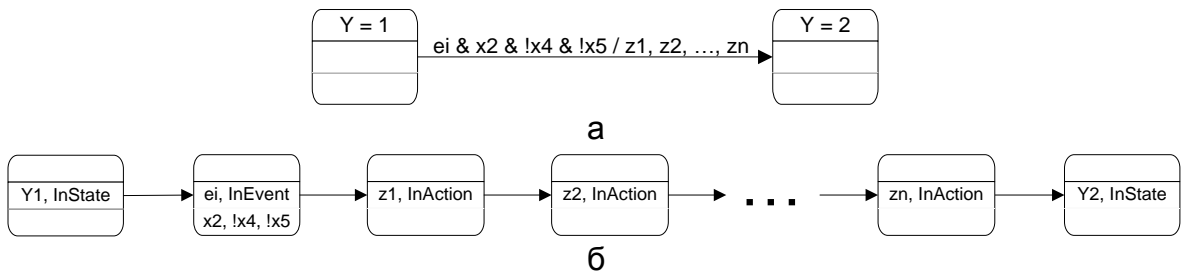 Y = 1
ei & x2 & !x4 & !x5 / z1, z2, …, zn
Y = 2
а
Y1, InState
ei, InEvent
x2, !x4, !x5
z1, InAction
z2, InAction
...
zn, InAction
Y2, InState
б